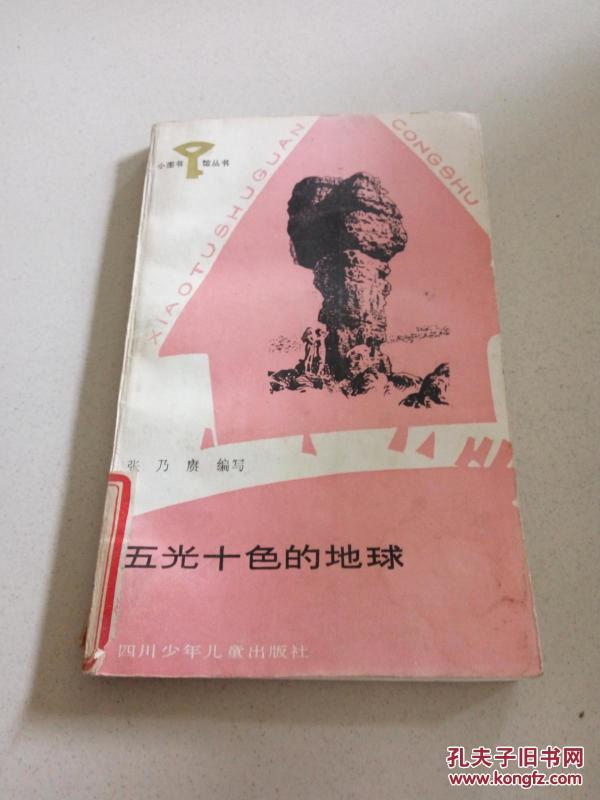 小图书 馆丛书
XIAOTUSHUGUAN
CONGSHU
张乃赓 编写
五光十色的地球
四川少年儿童出版社
孔夫子旧书网
www.kongfz.com